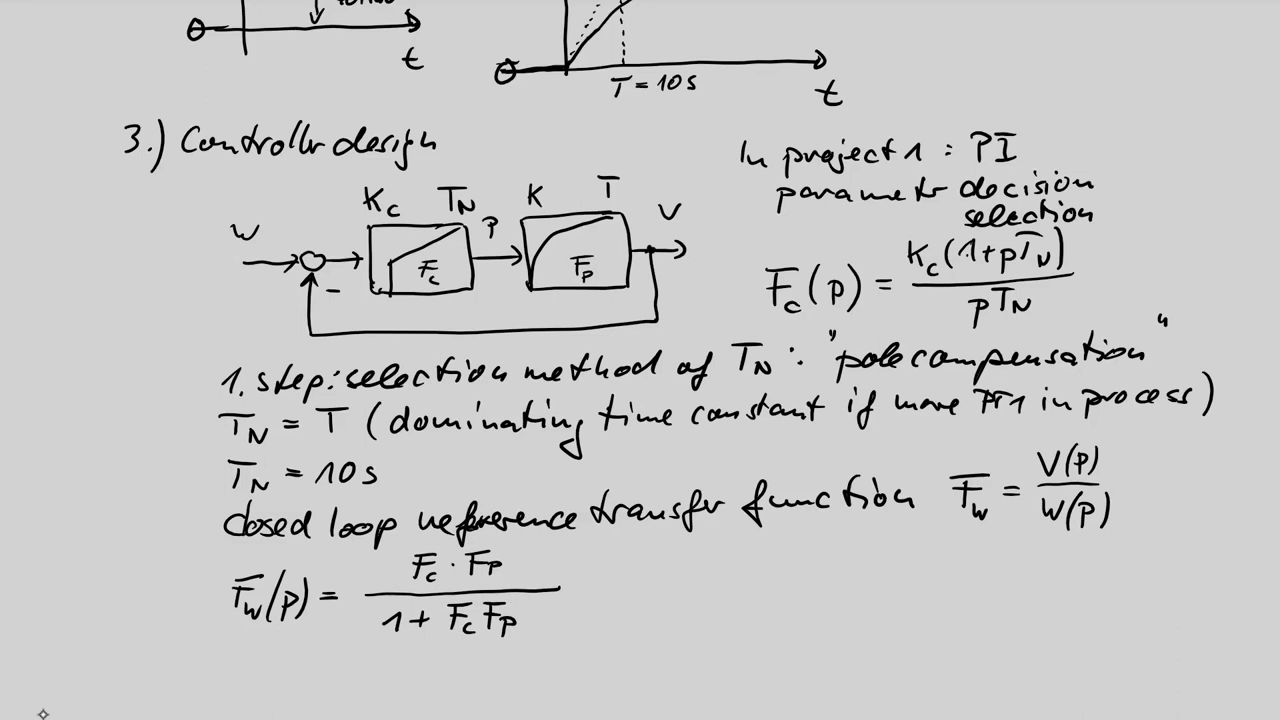 t
T = 10 s
t
3.) Controller design
In project 1 : PI
parameter decision
selection
K_C T_N K T
W P V
F_C F_P
-
F_C(p) = K_C(1+pT_N) / pT_N
1. step: selection method of T_N : "pole compensation"
T_N = T (dominating time constant if more PT1 in process)
T_N = 10 s
closed loop reference transfer function F_W = V(p) / W(p)
F_W(p) = F_C · F_P / 1 + F_C F_P